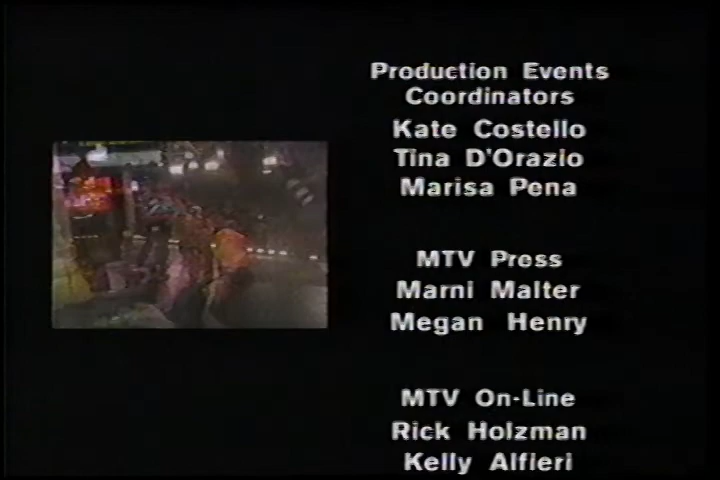 Production Events
Coordinators
Kate Costello
Tina D'Orazio
Marisa Pena
MTV Press
Marni Malter
Megan Henry
MTV On-Line
Rick Holzman
Kelly Alfieri